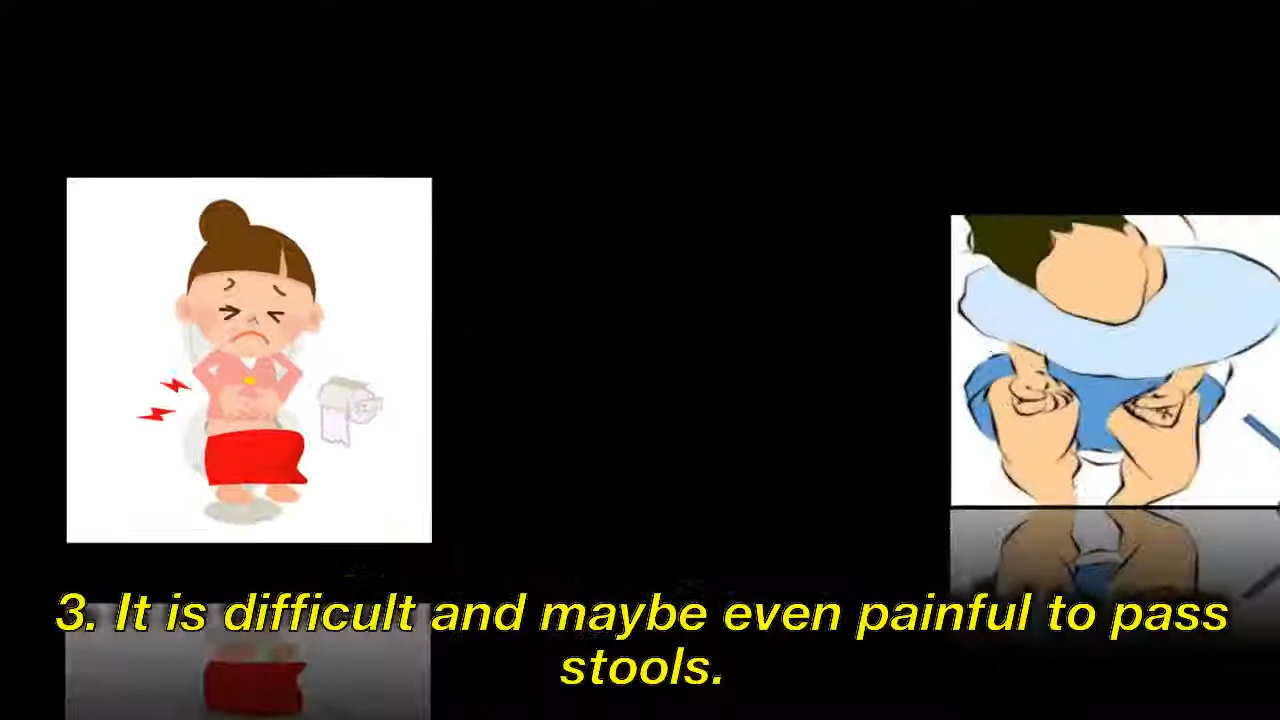 3. It is difficult and maybe even painful to pass
stools.